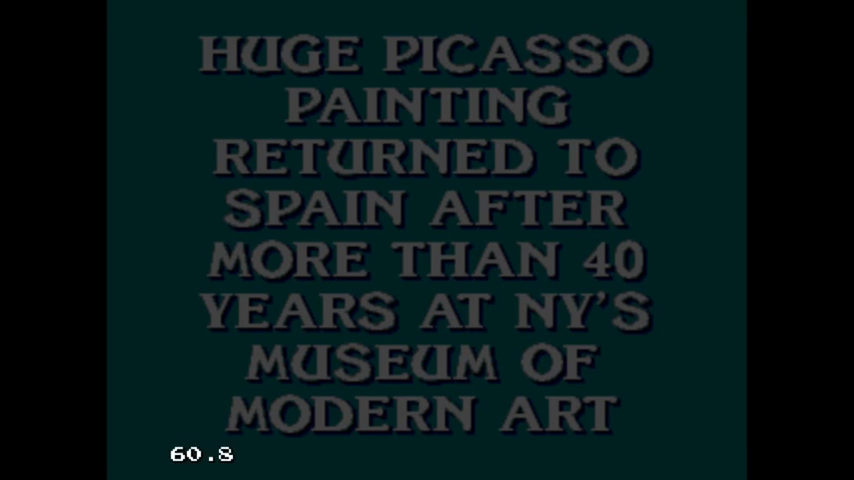 HUGE PICASSO
PAINTING
RETURNED TO
SPAIN AFTER
MORE THAN 40
YEARS AT NY'S
MUSEUM OF
MODERN ART
60.8